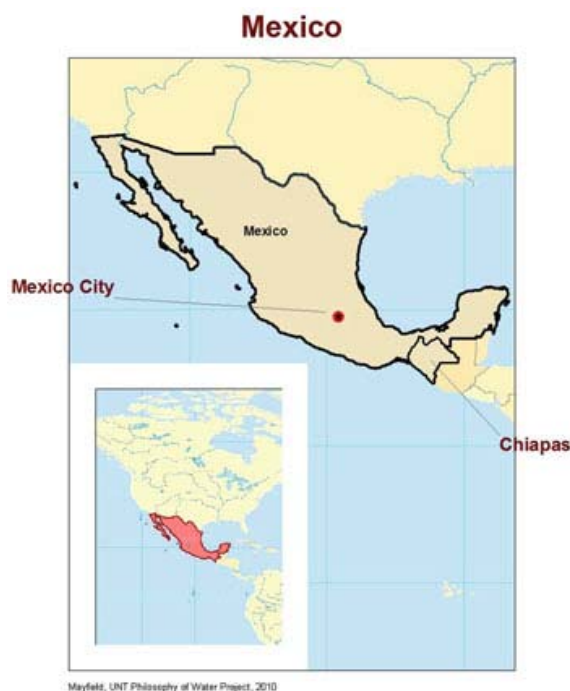 Mexico
Mexico
Mexico City
Chiapas
Mayfield, UNT Philosophy of Water Project, 2010